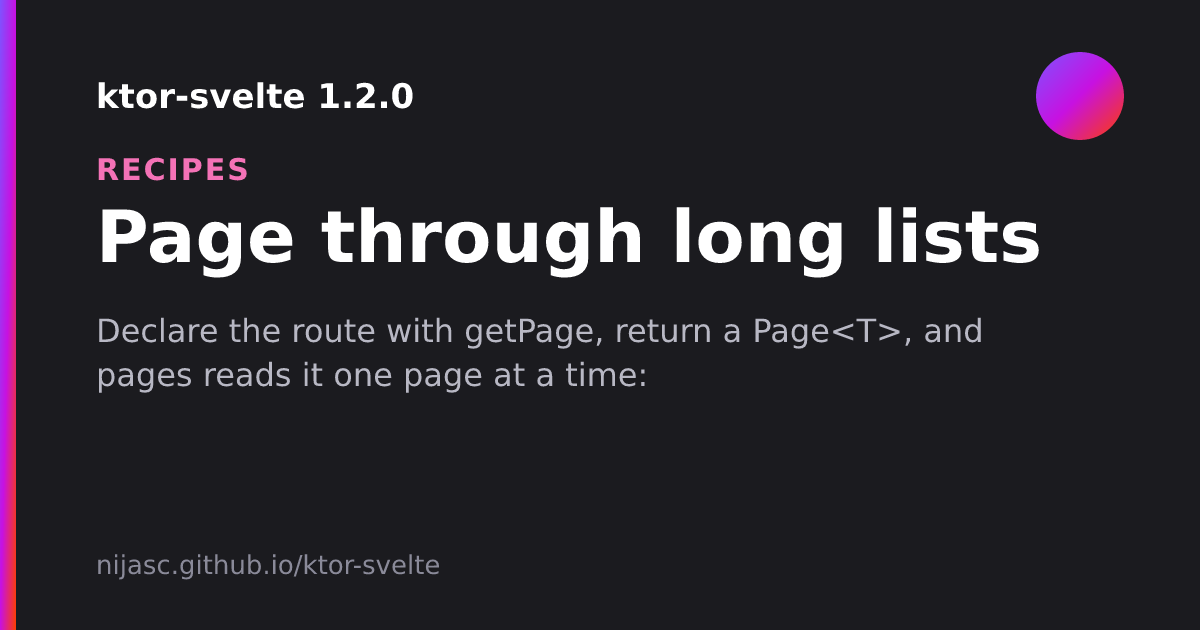 ktor-svelte 1.2.0
RECIPES
Page through long lists
Declare the route with getPage, return a Page<T>, and
pages reads it one page at a time:
nijasc.github.io/ktor-svelte